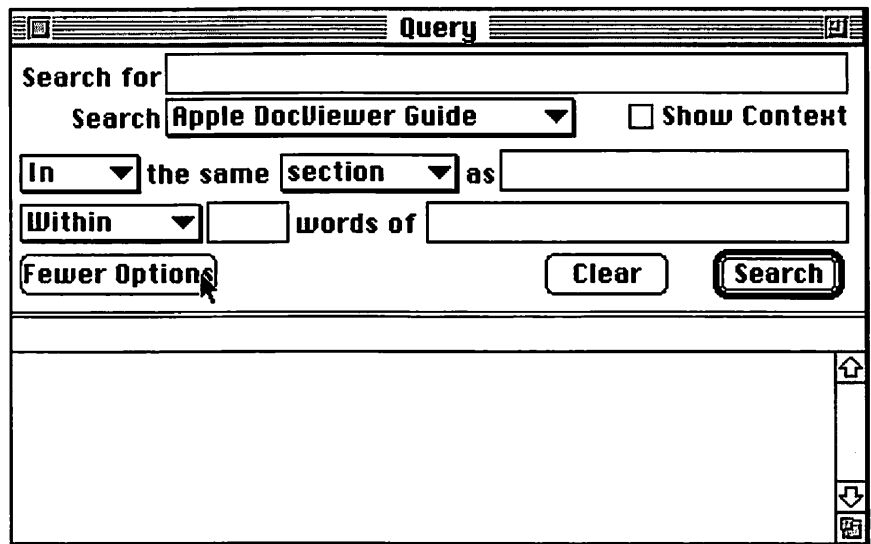 Query
Search for
Search Apple DocViewer Guide Show Context
In the same section as
Within words of
Fewer Options Clear Search